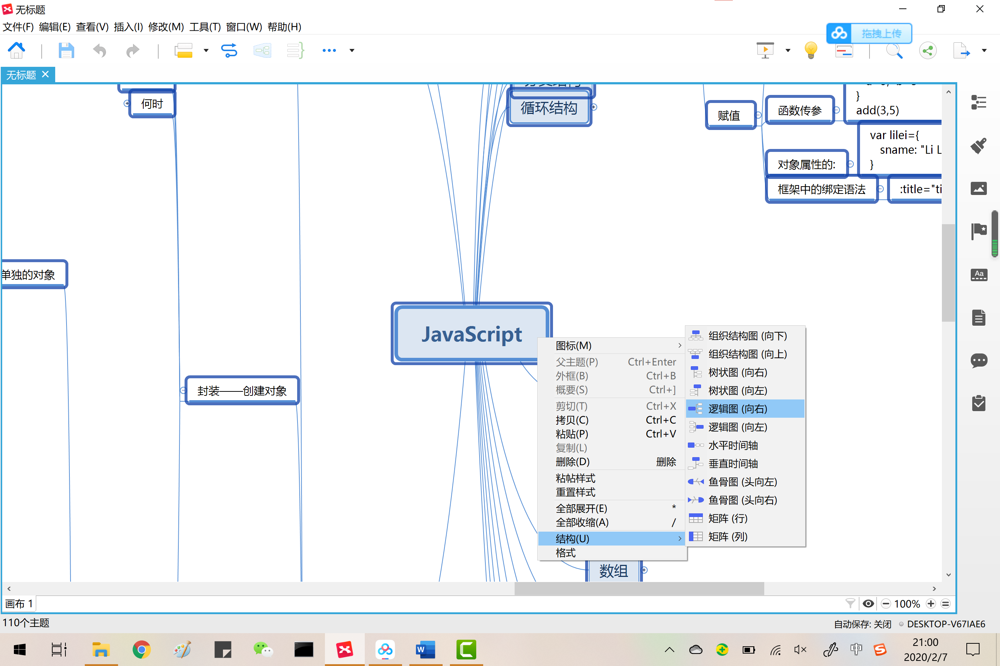 无标题
文件(F) 编辑(E) 查看(V) 插入(I) 修改(M) 工具(T) 窗口(W) 帮助(H)
拖拽上传
无标题
何时
循环结构
赋值
函数传参
}
add(3,5)
var lilei={
sname: "Li L
}
对象属性的:
框架中的绑定语法
:title="ti
单独的对象
JavaScript
封装——创建对象
数组
图标(M)
父主题(P) Ctrl+Enter
外框(B) Ctrl+B
概要(S) Ctrl+]
剪切(T) Ctrl+X
拷贝(C) Ctrl+C
粘贴(P) Ctrl+V
复制(L)
删除(D) 删除
粘帖样式
重置样式
全部展开(E) *
全部收缩(A) /
结构(U)
格式
组织结构图 (向下)
组织结构图 (向上)
树状图 (向右)
树状图 (向左)
逻辑图 (向右)
逻辑图 (向左)
水平时间轴
垂直时间轴
鱼骨图 (头向左)
鱼骨图 (头向右)
矩阵 (行)
矩阵 (列)
Aa
画布 1
100%
110个主题
自动保存: 关闭
DESKTOP-V67IAE6
中
21:00
2020/2/7